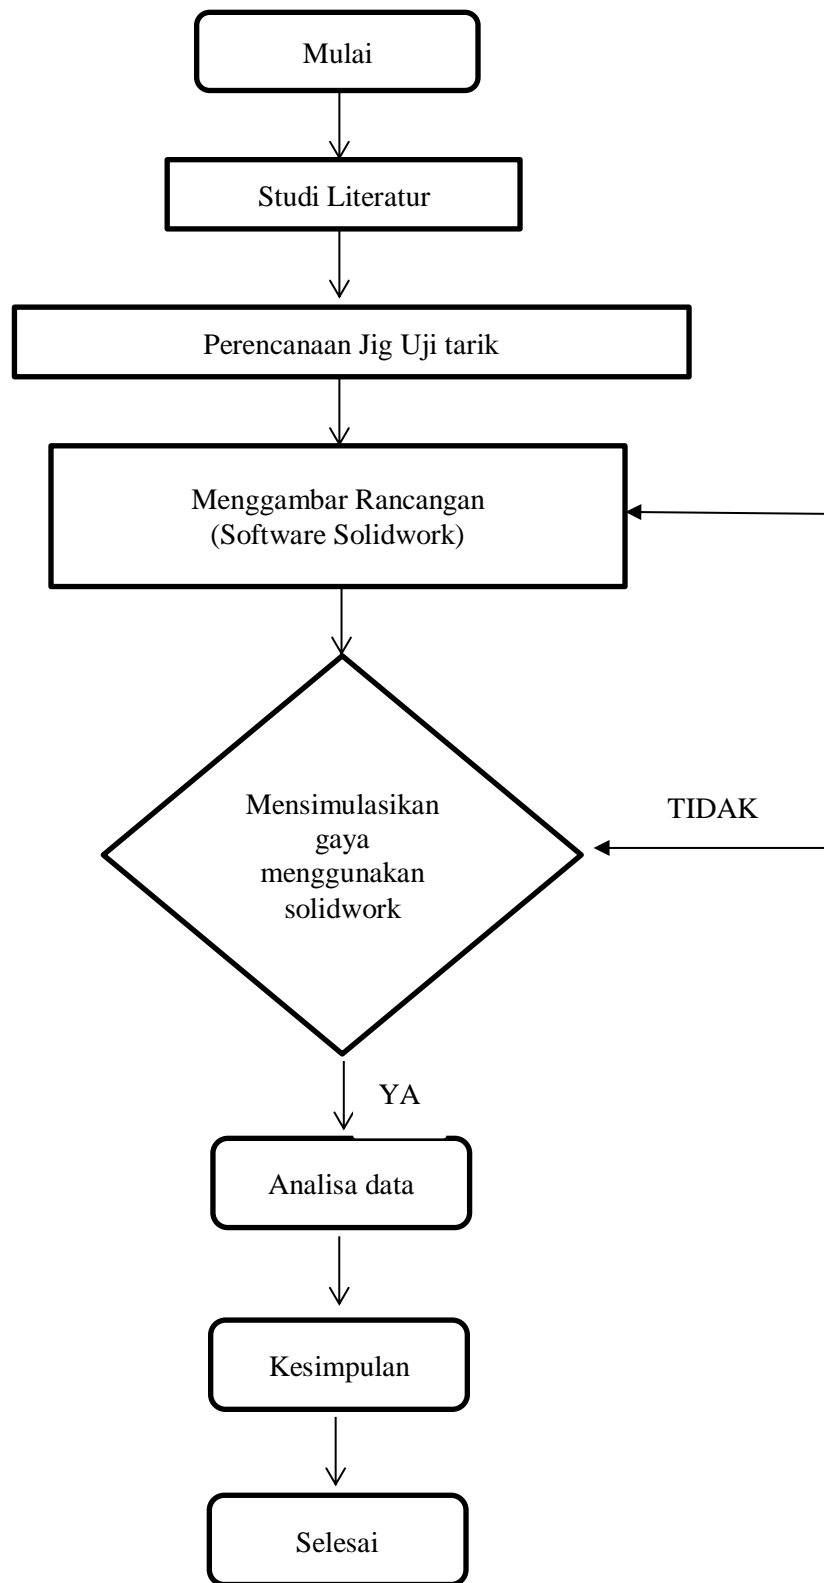 Mulai
Studi Literatur
Perencanaan Jig Uji tarik
Menggambar Rancangan
(Software Solidwork)
Mensimulasikan
gaya
menggunakan
solidwork
TIDAK
YA
Analisa data
Kesimpulan
Selesai